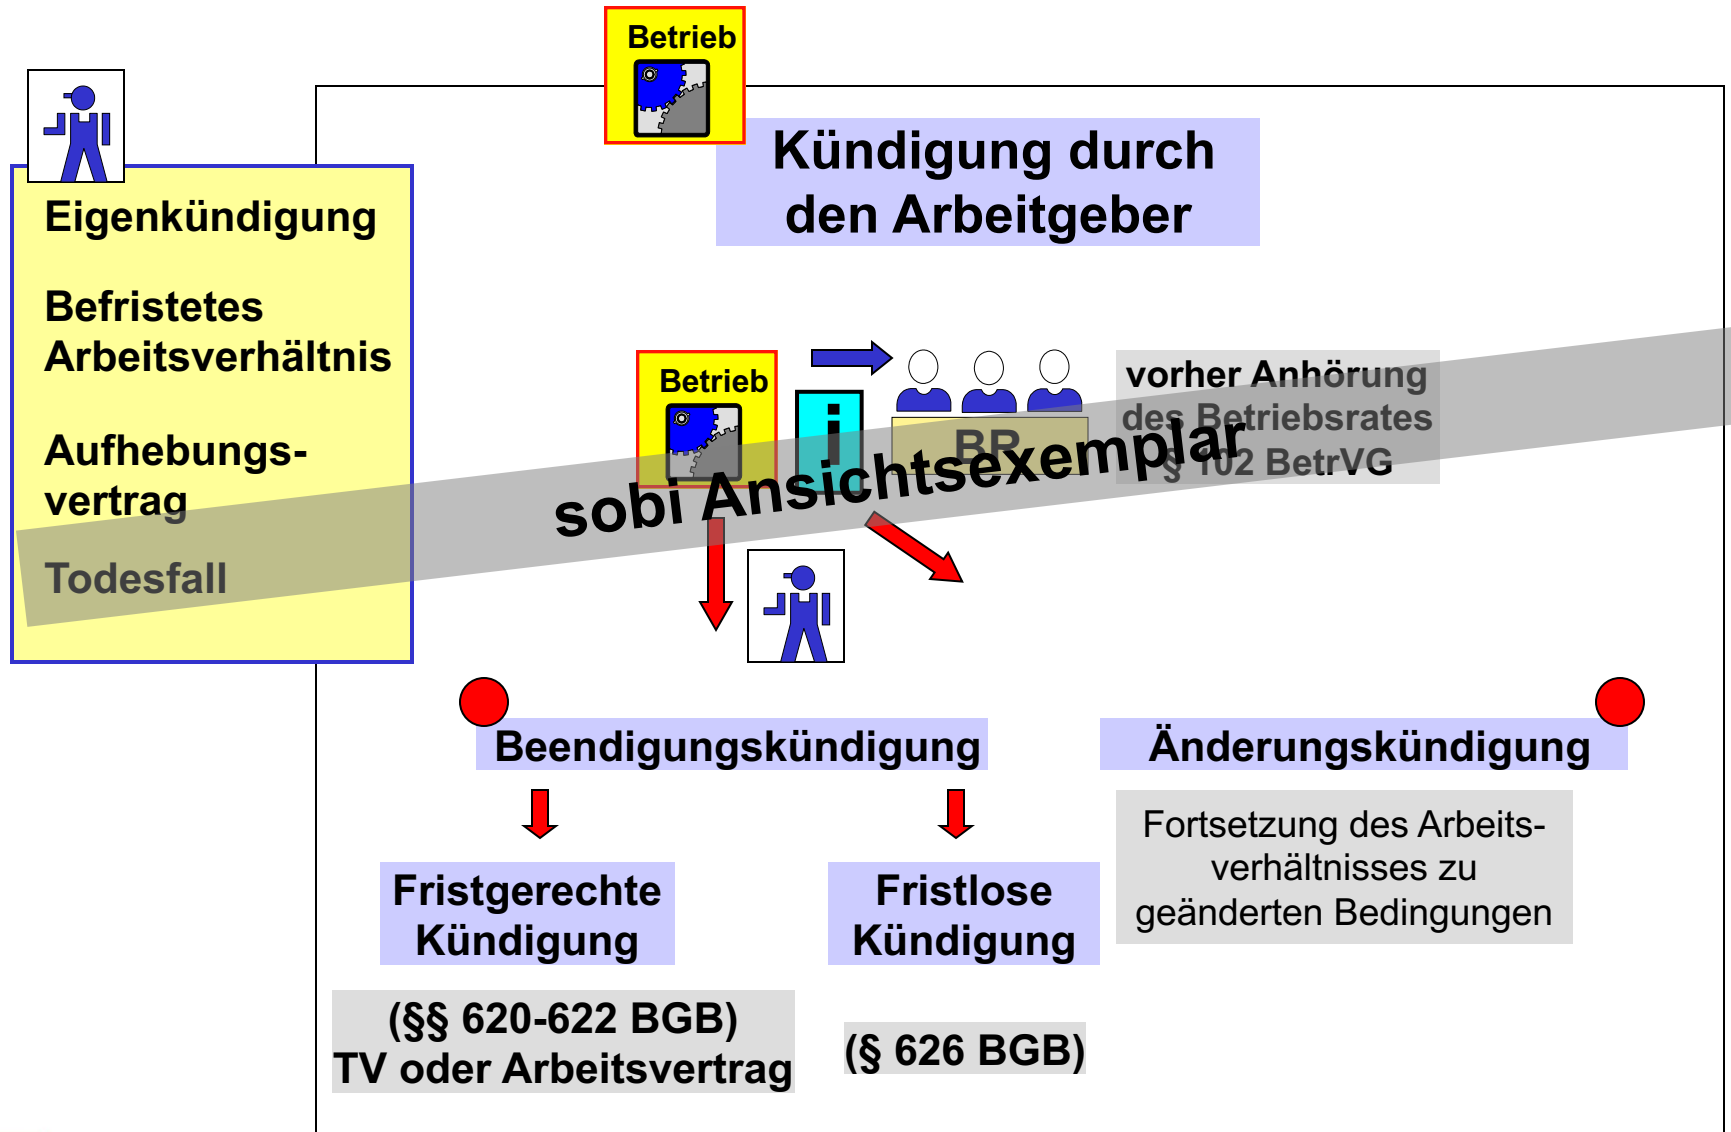 Betrieb
Kündigung durch
den Arbeitgeber
Eigenkündigung
Befristetes
Arbeitsverhältnis
Aufhebungs-
vertrag
Todesfall
Betrieb
i
BR
vorher Anhörung
des Betriebsrates
§ 102 BetrVG
sobi Ansichtsexemplar
Beendigungskündigung
Änderungskündigung
Fristgerechte
Kündigung
Fristlose
Kündigung
Fortsetzung des Arbeits-
verhältnisses zu
geänderten Bedingungen
(§§ 620-622 BGB)
TV oder Arbeitsvertrag
(§ 626 BGB)